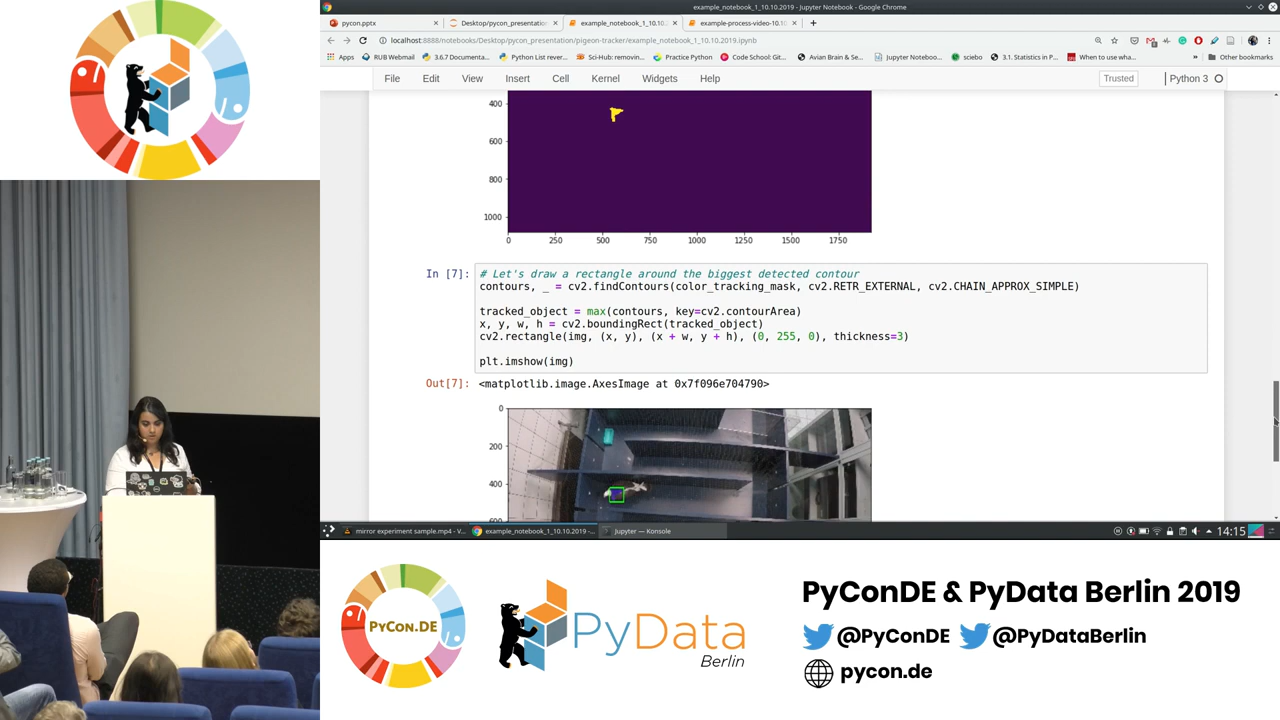 example_notebook_1_10.10.2019 - Jupyter Notebook - Google Chrome
pycon.pptx
Desktop/pycon_presentation
example_notebook_1_10.10.20
example-process-video-10.10
localhost:8888/notebooks/Desktop/pycon_presentation/pigeon-tracker/example_notebook_1_10.10.2019.ipynb
Apps
RUB Webmail
3.6.7 Documenta...
Python List rever...
Sci-Hub: removin...
Practice Python
Code School: Git...
Avian Brain & Se...
Jupyter Noteboo...
sciebo
3.1. Statistics in P...
When to use wha...
Other bookmarks
File Edit View Insert Cell Kernel Widgets Help
Trusted
Python 3
400
600
800
1000
0 250 500 750 1000 1250 1500 1750
In [7]:
# Let's draw a rectangle around the biggest detected contour
contours, _ = cv2.findContours(color_tracking_mask, cv2.RETR_EXTERNAL, cv2.CHAIN_APPROX_SIMPLE)
tracked_object = max(contours, key=cv2.contourArea)
x, y, w, h = cv2.boundingRect(tracked_object)
cv2.rectangle(img, (x, y), (x + w, y + h), (0, 255, 0), thickness=3)
plt.imshow(img)
Out[7]:
<matplotlib.image.AxesImage at 0x7f096e704790>
0
200
400
600
mirror experiment sample.mp4 - V...
example_notebook_1_10.10.2019 -...
Jupyter — Konsole
14:15
PyCon.DE
PyData
Berlin
PyConDE & PyData Berlin 2019
@PyConDE @PyDataBerlin
pycon.de